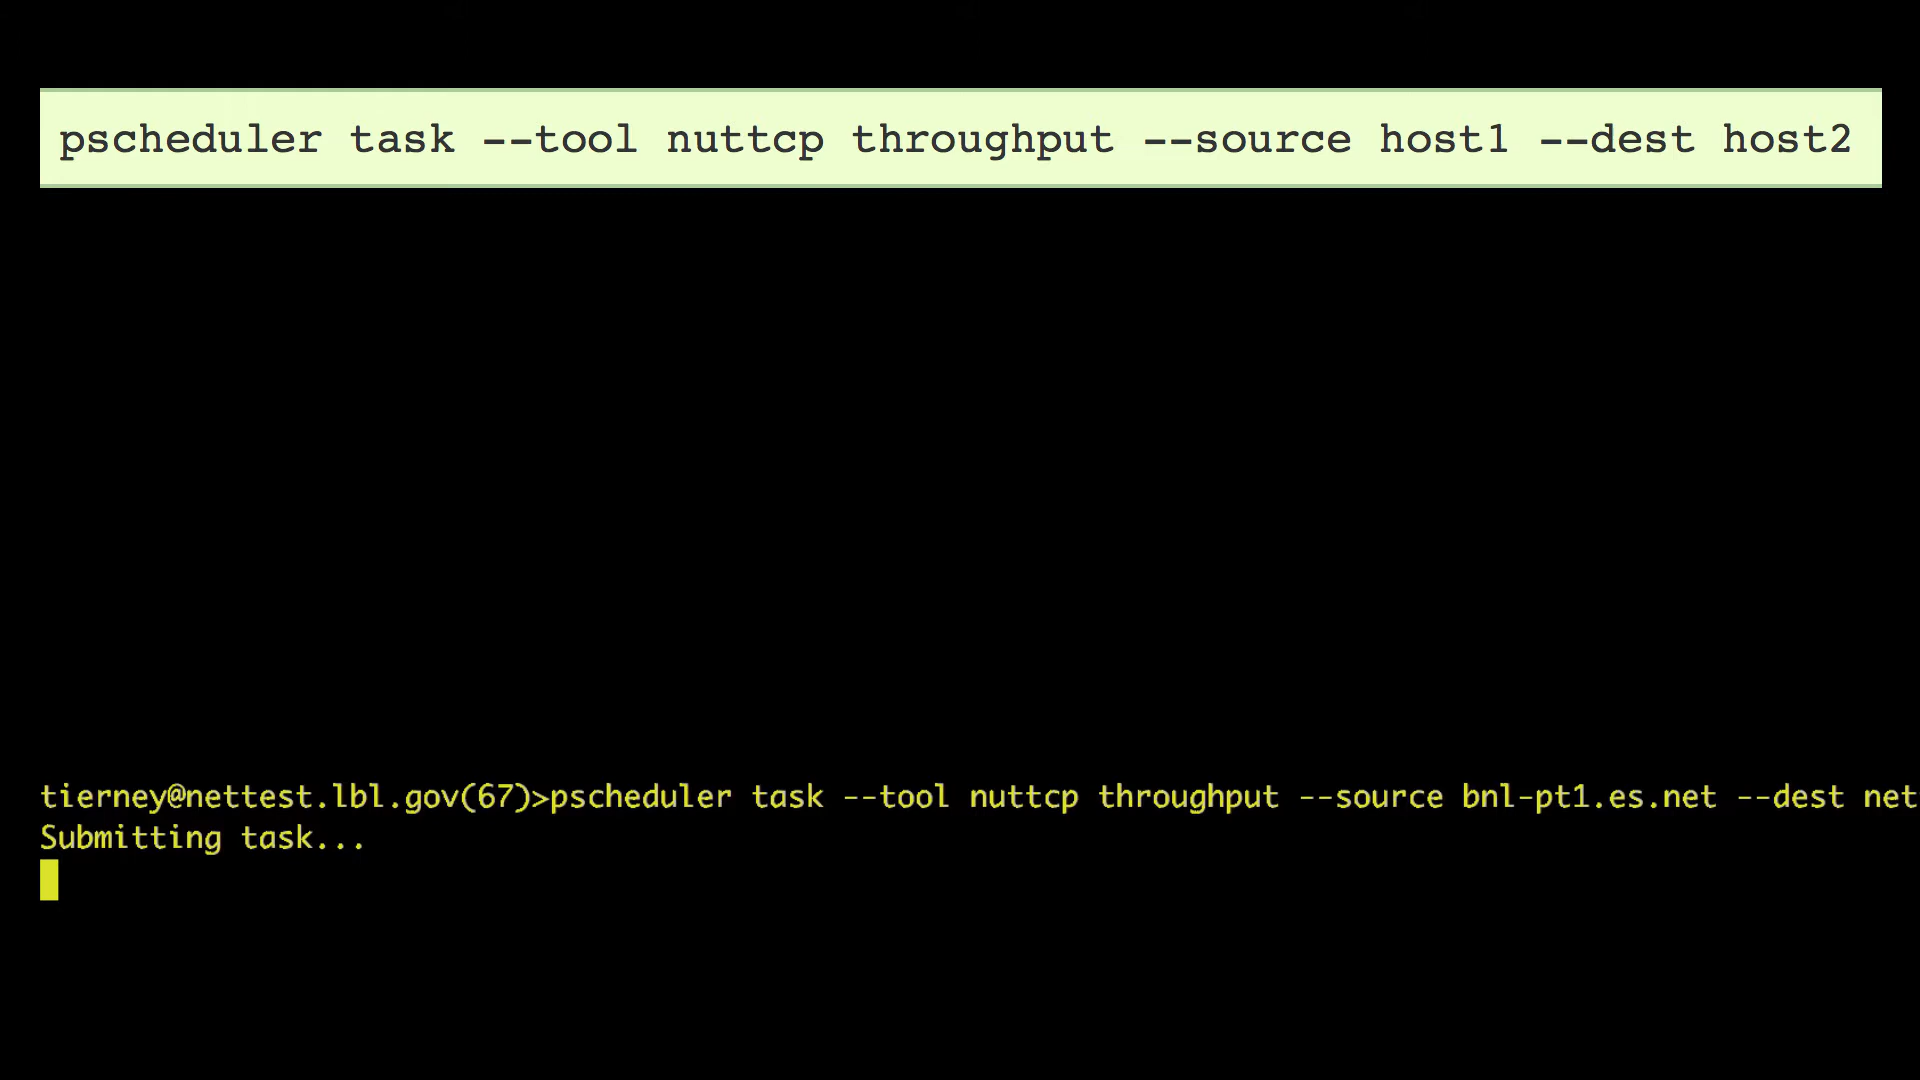 pscheduler task --tool nuttcp throughput --source host1 --dest host2
tierney@nettest.lbl.gov(67)>pscheduler task --tool nuttcp throughput --source bnl-pt1.es.net --dest net
Submitting task...